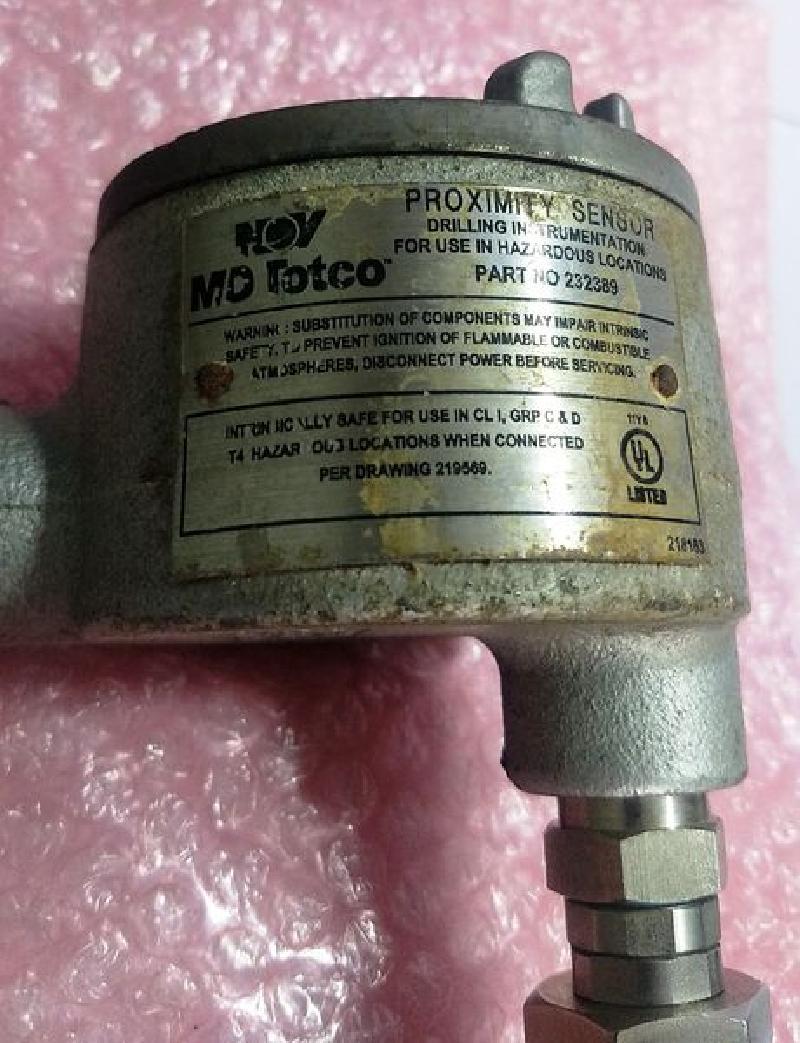 NOV
MD Totco™
PROXIMITY SENSOR
DRILLING INSTRUMENTATION
FOR USE IN HAZARDOUS LOCATIONS
PART NO 232389
WARNING: SUBSTITUTION OF COMPONENTS MAY IMPAIR INTRINSIC
SAFETY. TO PREVENT IGNITION OF FLAMMABLE OR COMBUSTIBLE
ATMOSPHERES, DISCONNECT POWER BEFORE SERVICING.
INTRINSICALLY SAFE FOR USE IN CL I, GRP C & D
T4 HAZARDOUS LOCATIONS WHEN CONNECTED
PER DRAWING 219569.
UL
LISTED